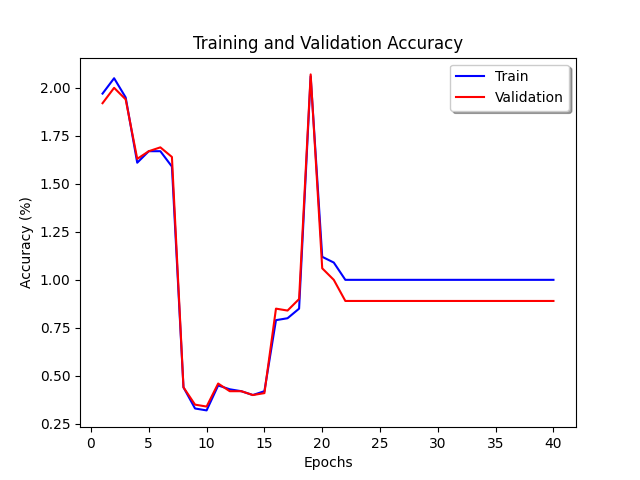 Training and Validation Accuracy
Train
Validation
2.00
1.75
1.50
1.25
1.00
0.75
0.50
0.25
Accuracy (%)
0 5 10 15 20 25 30 35 40
Epochs